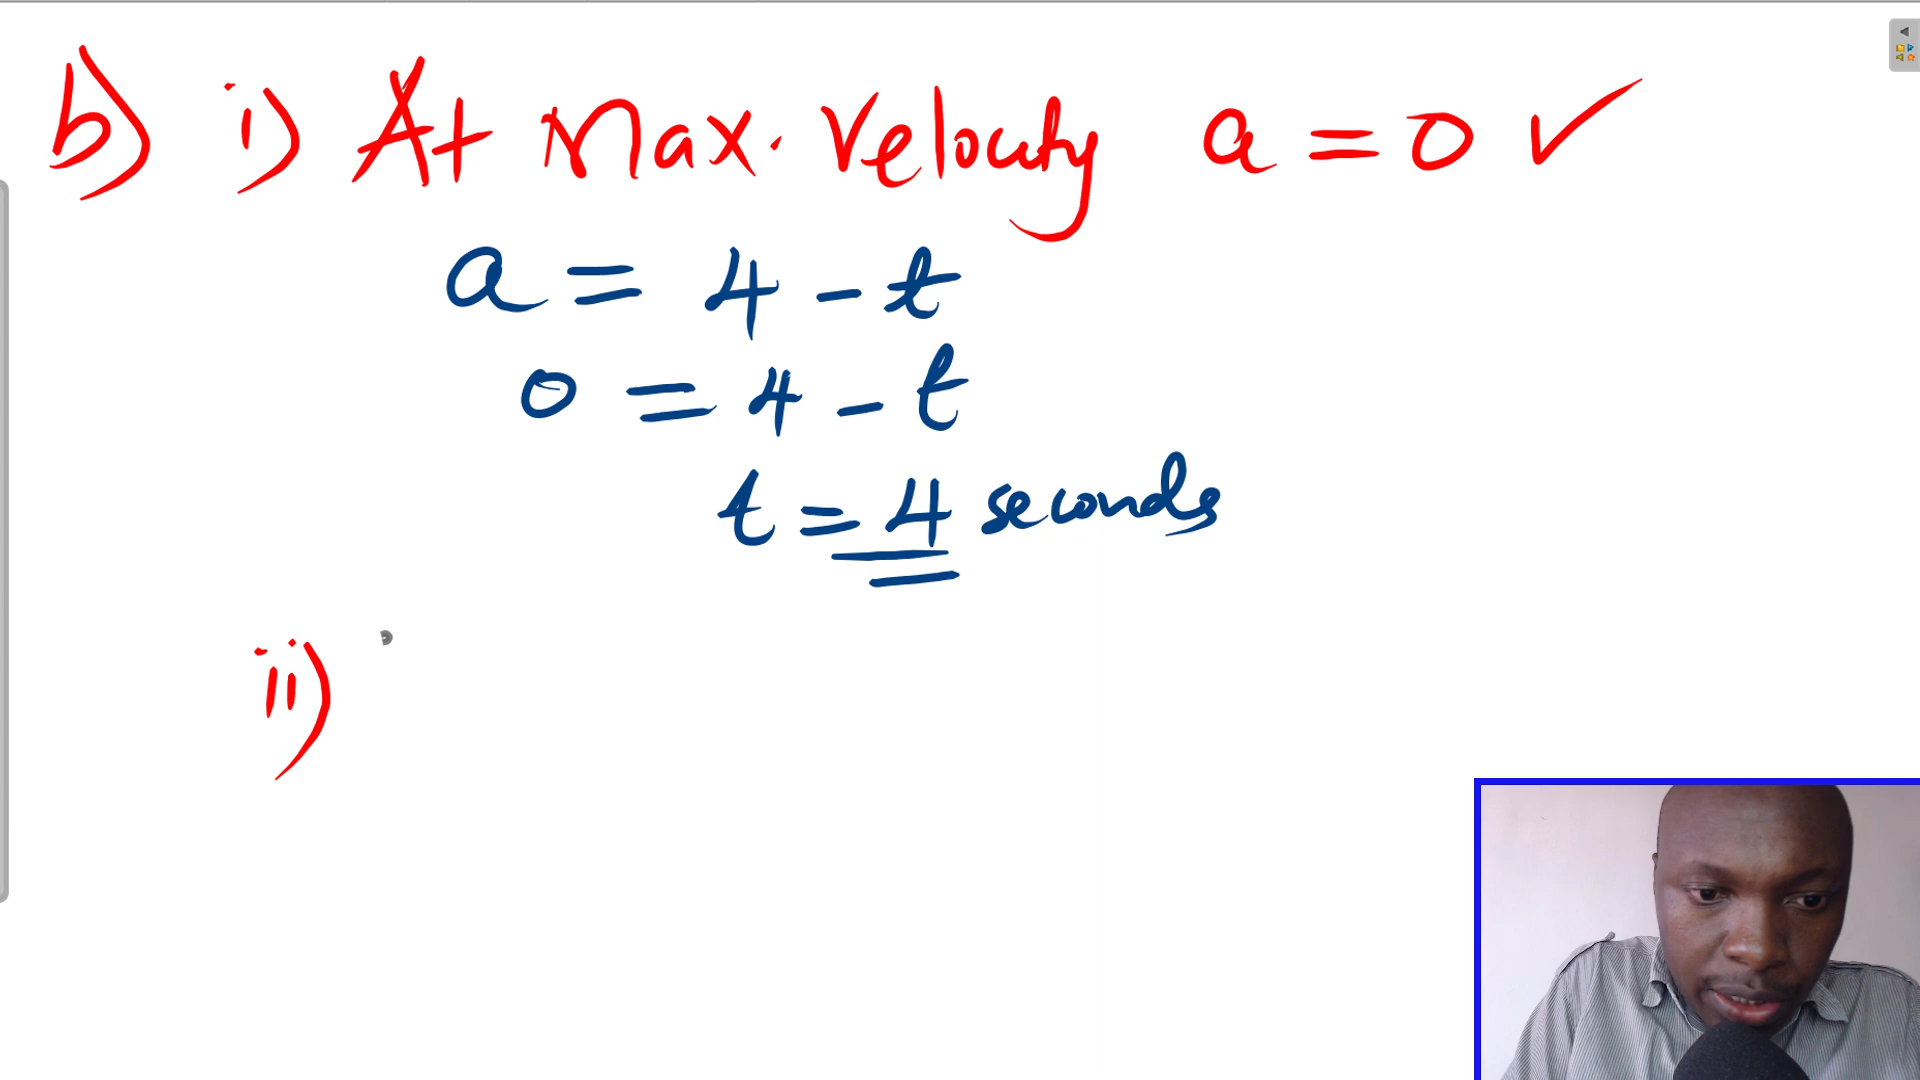 b) i) At Max. Velocity a = 0 ✓
a = 4 - t
0 = 4 - t
t = 4 seconds
ii)